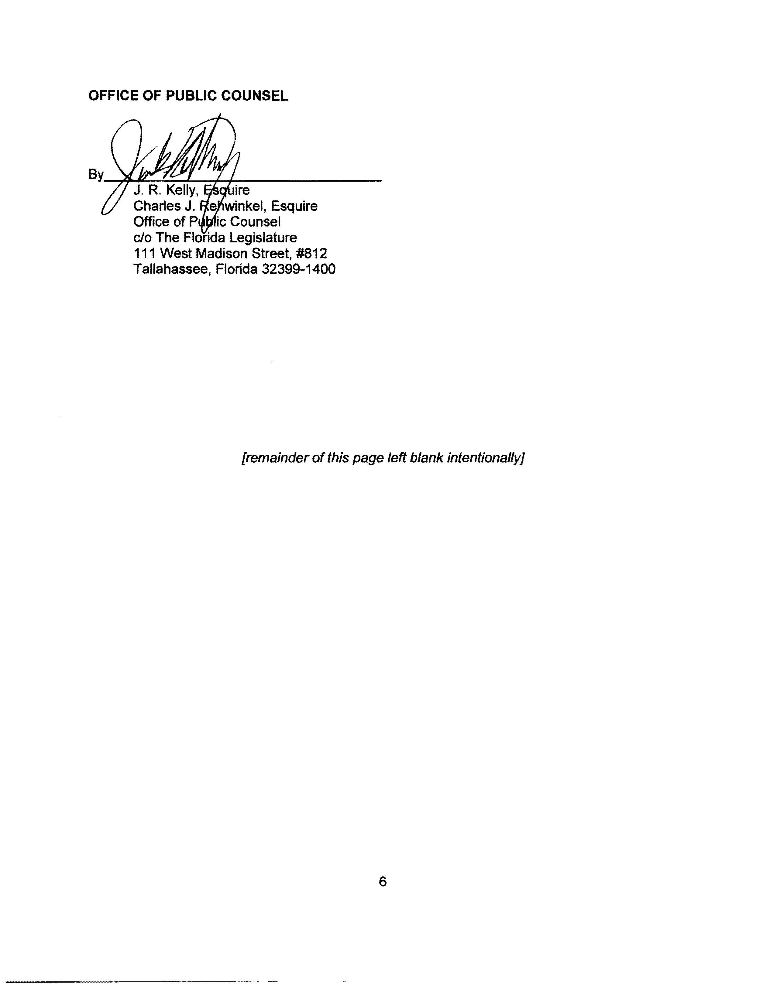 OFFICE OF PUBLIC COUNSEL
By
J. R. Kelly, Esquire
Charles J. Rehwinkel, Esquire
Office of Public Counsel
c/o The Florida Legislature
111 West Madison Street, #812
Tallahassee, Florida 32399-1400
[remainder of this page left blank intentionally]
6